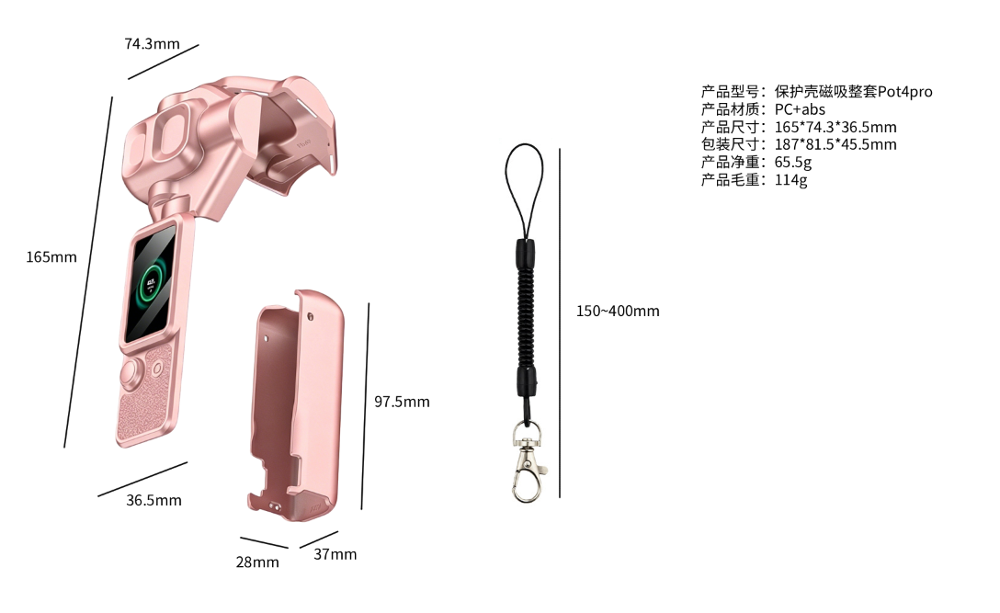 74.3mm
165mm
36.5mm
97.5mm
28mm
37mm
150~400mm
产品型号：保护壳磁吸整套Pot4pro
产品材质：PC+abs
产品尺寸：165*74.3*36.5mm
包装尺寸：187*81.5*45.5mm
产品净重：65.5g
产品毛重：114g